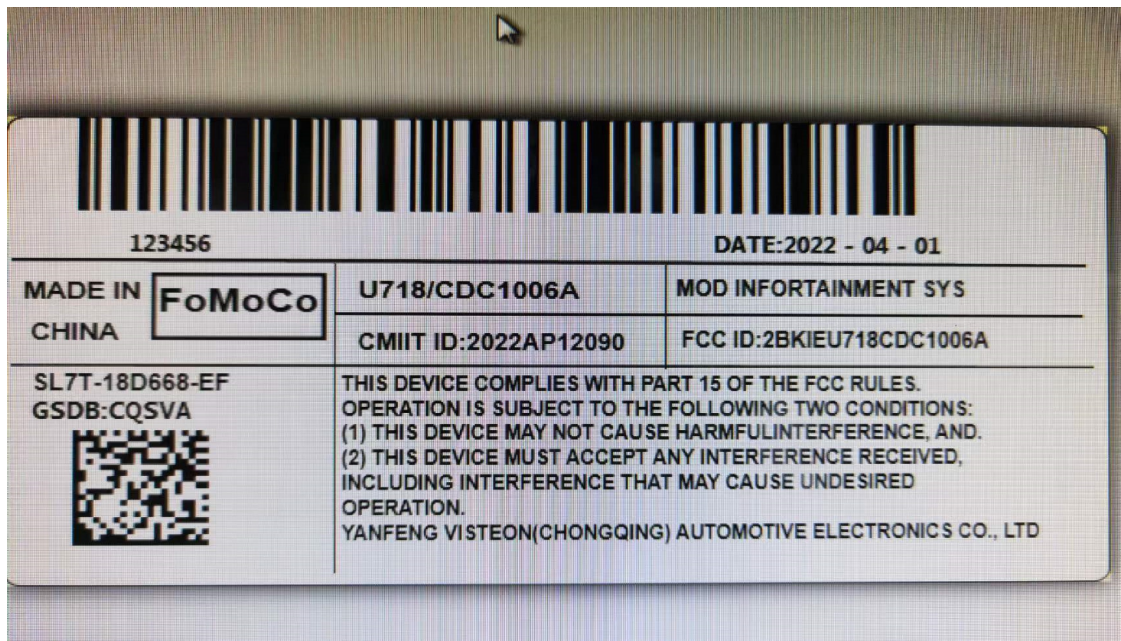 123456
DATE:2022 - 04 - 01
MADE IN
CHINA
FoMoCo
U718/CDC1006A
MOD INFORTAINMENT SYS
CMIIT ID:2022AP12090
FCC ID:2BKIEU718CDC1006A
SL7T-18D668-EF
GSDB:CQSVA
THIS DEVICE COMPLIES WITH PART 15 OF THE FCC RULES.
OPERATION IS SUBJECT TO THE FOLLOWING TWO CONDITIONS:
(1) THIS DEVICE MAY NOT CAUSE HARMFULINTERFERENCE, AND.
(2) THIS DEVICE MUST ACCEPT ANY INTERFERENCE RECEIVED,
INCLUDING INTERFERENCE THAT MAY CAUSE UNDESIRED
OPERATION.
YANFENG VISTEON(CHONGQING) AUTOMOTIVE ELECTRONICS CO., LTD